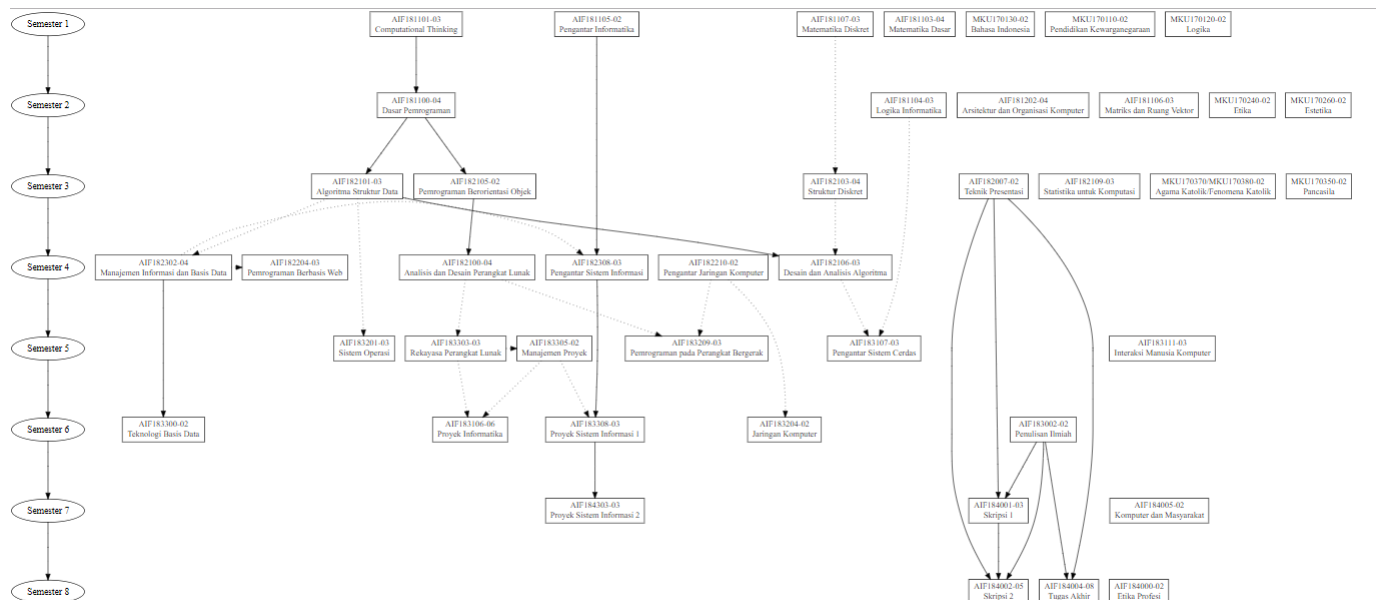 Semester 1
AIF181101-03
Computational Thinking
AIF181105-02
Pengantar Informatika
AIF181107-03
Matematika Diskret
AIF181103-04
Matematika Dasar
MKU170130-02
Bahasa Indonesia
MKU170110-02
Pendidikan Kewarganegaraan
MKU170120-02
Logika
Semester 2
AIF181100-04
Dasar Pemrograman
AIF181104-03
Logika Informatika
AIF181202-04
Arsitektur dan Organisasi Komputer
AIF181106-03
Matriks dan Ruang Vektor
MKU170240-02
Etika
MKU170260-02
Estetika
Semester 3
AIF182101-03
Algoritma Struktur Data
AIF182105-02
Pemrograman Berorientasi Objek
AIF182103-04
Struktur Diskret
AIF182007-02
Teknik Presentasi
AIF182109-03
Statistika untuk Komputasi
MKU170370/MKU170380-02
Agama Katolik/Fenomena Katolik
MKU170350-02
Pancasila
Semester 4
AIF182302-04
Manajemen Informasi dan Basis Data
AIF182204-03
Pemrograman Berbasis Web
AIF182100-04
Analisis dan Desain Perangkat Lunak
AIF182308-03
Pengantar Sistem Informasi
AIF182210-02
Pengantar Jaringan Komputer
AIF182106-03
Desain dan Analisis Algoritma
Semester 5
AIF183201-03
Sistem Operasi
AIF183303-03
Rekayasa Perangkat Lunak
AIF183305-02
Manajemen Proyek
AIF183209-03
Pemrograman pada Perangkat Bergerak
AIF183107-03
Pengantar Sistem Cerdas
AIF183111-03
Interaksi Manusia Komputer
Semester 6
AIF183300-02
Teknologi Basis Data
AIF183106-06
Proyek Informatika
AIF183308-03
Proyek Sistem Informasi 1
AIF183204-02
Jaringan Komputer
AIF183002-02
Penulisan Ilmiah
Semester 7
AIF184303-03
Proyek Sistem Informasi 2
AIF184001-03
Skripsi 1
AIF184005-02
Komputer dan Masyarakat
Semester 8
AIF184002-05
Skripsi 2
AIF184004-08
Tugas Akhir
AIF184000-02
Etika Profesi